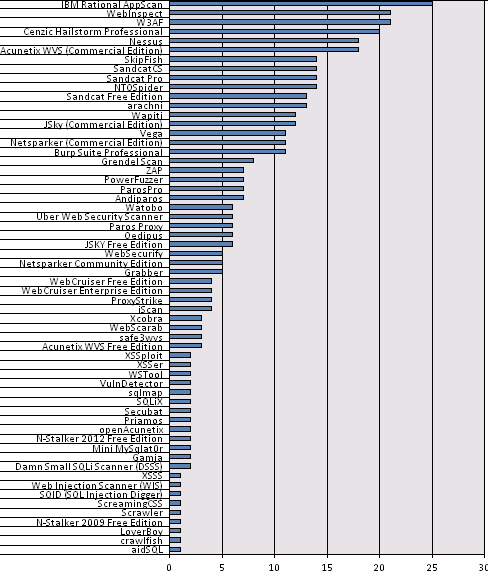 IBM Rational AppScan
WebInspect
W3AF
Cenzic Hailstorm Professional
Nessus
Acunetix WVS (Commercial Edition)
SkipFish
SandcatCS
Sandcat Pro
NTOSpider
Sandcat Free Edition
arachni
Wapiti
JSky (Commercial Edition)
Vega
Netsparker (Commercial Edition)
Burp Suite Professional
Grendel Scan
ZAP
PowerFuzzer
ParosPro
Andiparos
Watobo
Uber Web Security Scanner
Paros Proxy
Oedipus
JSKY Free Edition
WebSecurify
Netsparker Community Edition
Grabber
WebCruiser Free Edition
WebCruiser Enterprise Edition
ProxyStrike
iScan
Xcobra
WebScarab
safe3wvs
Acunetix WVS Free Edition
XSSploit
XSSer
WSTool
VulnDetector
sqlmap
SQLiX
Secubat
Priamos
openAcunetix
N-Stalker 2012 Free Edition
Mini MySqlat0r
Gamja
Damn Small SQLi Scanner (DSSS)
XSSS
Web Injection Scanner (WIS)
SQID (SQL Injection Digger)
ScreamingCSS
Scrawler
N-Stalker 2009 Free Edition
LoverBoy
crawlfish
aidSQL
0 5 10 15 20 25 30